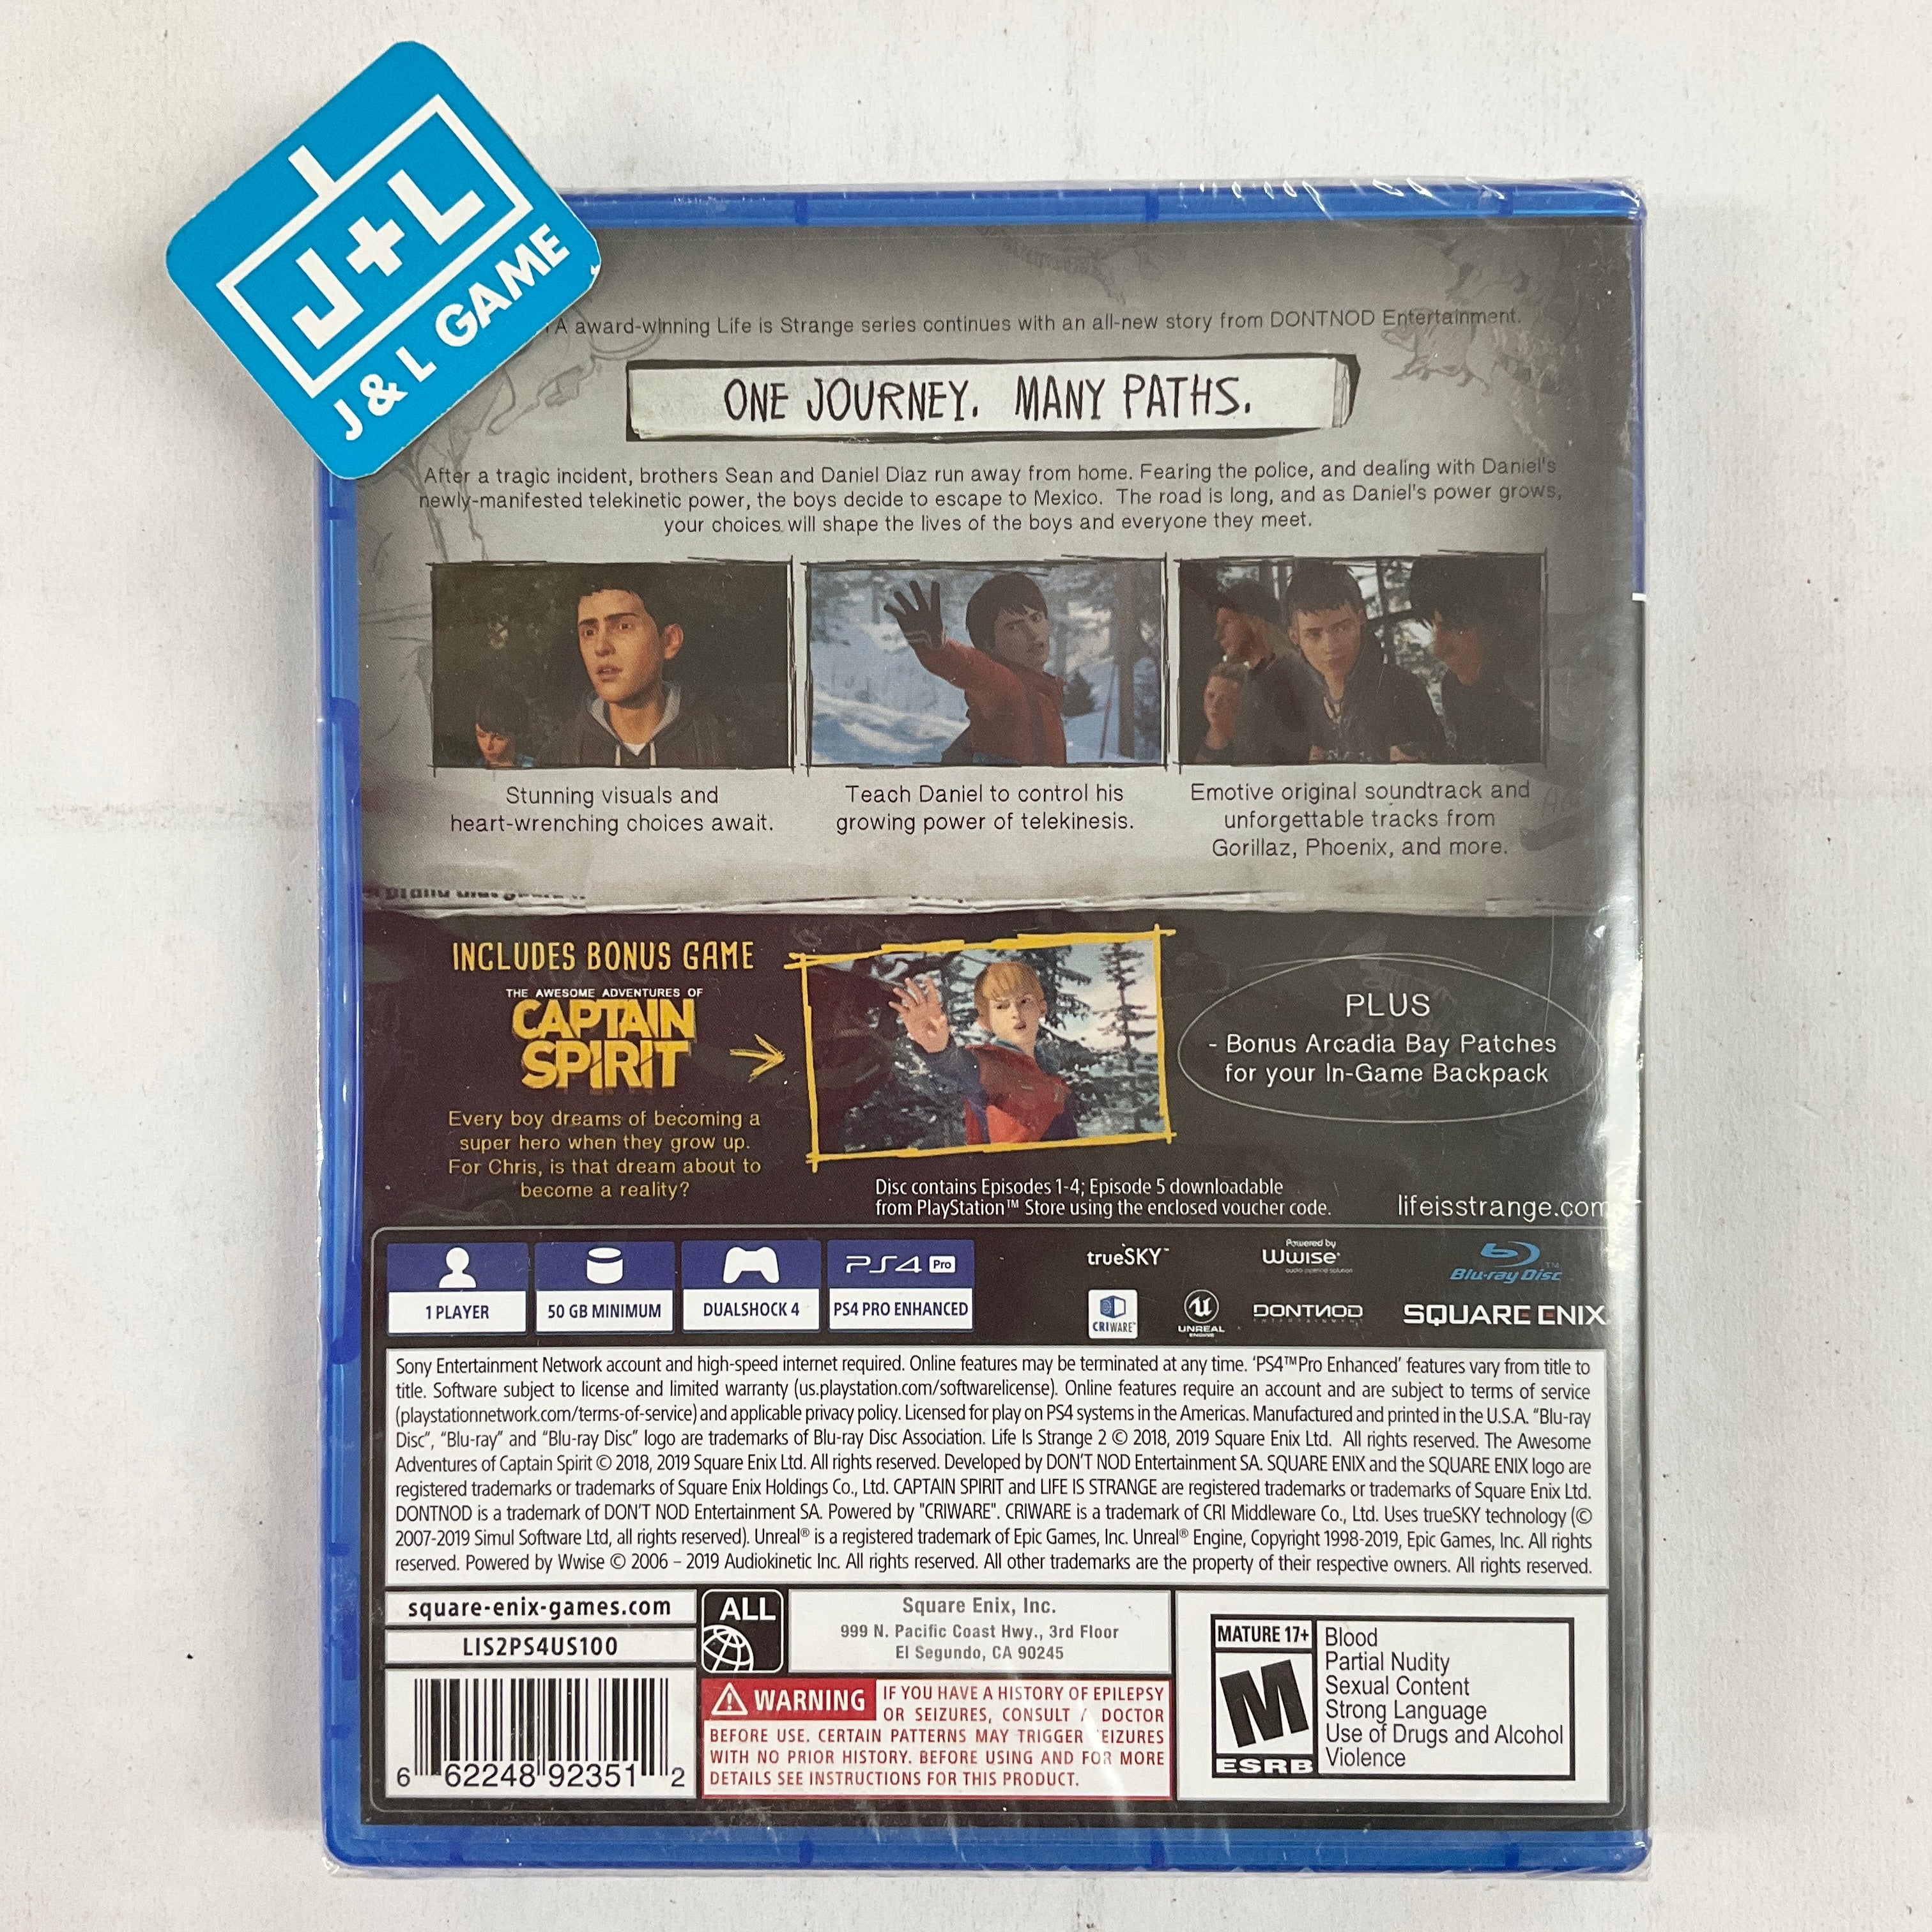 J+L
J & L GAME
A award-winning Life is Strange series continues with an all-new story from DONTNOD Entertainment.
ONE JOURNEY. MANY PATHS.
After a tragic incident, brothers Sean and Daniel Diaz run away from home. Fearing the police, and dealing with Daniel's
newly-manifested telekinetic power, the boys decide to escape to Mexico. The road is long, and as Daniel's power grows,
your choices will shape the lives of the boys and everyone they meet.
Stunning visuals and
heart-wrenching choices await.
Teach Daniel to control his
growing power of telekinesis.
Emotive original soundtrack and
unforgettable tracks from
Gorillaz, Phoenix, and more.
INCLUDES BONUS GAME
THE AWESOME ADVENTURES OF
CAPTAIN
SPIRIT
Every boy dreams of becoming a
super hero when they grow up.
For Chris, is that dream about to
become a reality?
PLUS
- Bonus Arcadia Bay Patches
for your In-Game Backpack
Disc contains Episodes 1-4; Episode 5 downloadable
from PlayStation™ Store using the enclosed voucher code.
lifeisstrange.com
1 PLAYER
50 GB MINIMUM
DUALSHOCK 4
PS4 Pro
PS4 PRO ENHANCED
trueSKY™
Powered by
Wwise
Blu-ray Disc™
CRIWARE™
UNREAL
ENGINE
DONTNOD
ENTERTAINMENT
SQUARE ENIX
Sony Entertainment Network account and high-speed internet required. Online features may be terminated at any time. 'PS4™Pro Enhanced' features vary from title to
title. Software subject to license and limited warranty (us.playstation.com/softwarelicense). Online features require an account and are subject to terms of service
(playstationnetwork.com/terms-of-service) and applicable privacy policy. Licensed for play on PS4 systems in the Americas. Manufactured and printed in the U.S.A. "Blu-ray
Disc", "Blu-ray" and "Blu-ray Disc" logo are trademarks of Blu-ray Disc Association. Life Is Strange 2 © 2018, 2019 Square Enix Ltd. All rights reserved. The Awesome
Adventures of Captain Spirit © 2018, 2019 Square Enix Ltd. All rights reserved. Developed by DON'T NOD Entertainment SA. SQUARE ENIX and the SQUARE ENIX logo are
registered trademarks or trademarks of Square Enix Holdings Co., Ltd. CAPTAIN SPIRIT and LIFE IS STRANGE are registered trademarks or trademarks of Square Enix Ltd.
DONTNOD is a trademark of DON'T NOD Entertainment SA. Powered by "CRIWARE". CRIWARE is a trademark of CRI Middleware Co., Ltd. Uses trueSKY technology (©
2007-2019 Simul Software Ltd, all rights reserved). Unreal® is a registered trademark of Epic Games, Inc. Unreal® Engine, Copyright 1998-2019, Epic Games, Inc. All rights
reserved. Powered by Wwise © 2006 – 2019 Audiokinetic Inc. All rights reserved. All other trademarks are the property of their respective owners. All rights reserved.
square-enix-games.com
LIS2PS4US100
ALL
Square Enix, Inc.
999 N. Pacific Coast Hwy., 3rd Floor
El Segundo, CA 90245
6 62248 92351 2
WARNING
IF YOU HAVE A HISTORY OF EPILEPSY
OR SEIZURES, CONSULT A DOCTOR
BEFORE USE. CERTAIN PATTERNS MAY TRIGGER SEIZURES
WITH NO PRIOR HISTORY. BEFORE USING AND FOR MORE
DETAILS SEE INSTRUCTIONS FOR THIS PRODUCT.
MATURE 17+
M
ESRB
Blood
Partial Nudity
Sexual Content
Strong Language
Use of Drugs and Alcohol
Violence